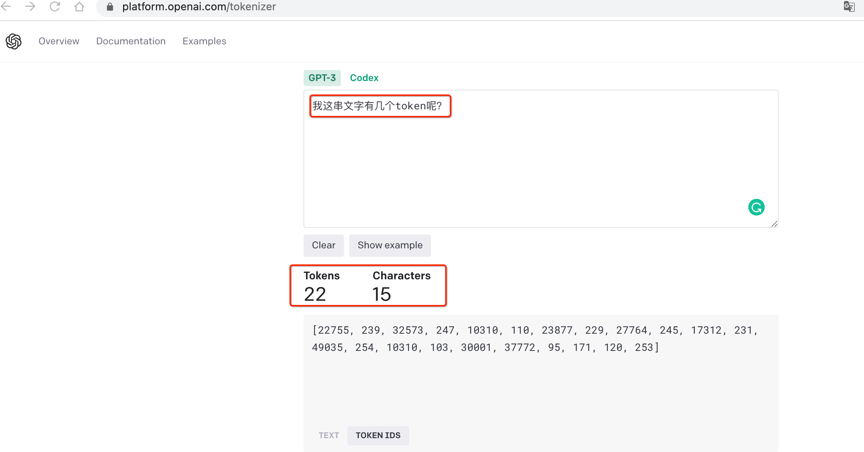 platform.openai.com/tokenizer
Overview Documentation Examples
GPT-3 Codex
我这串文字有几个token呢?
Clear Show example
Tokens Characters
22 15
[22755, 239, 32573, 247, 10310, 110, 23877, 229, 27764, 245, 17312, 231,
49035, 254, 10310, 103, 30001, 37772, 95, 171, 120, 253]
TEXT TOKEN IDS